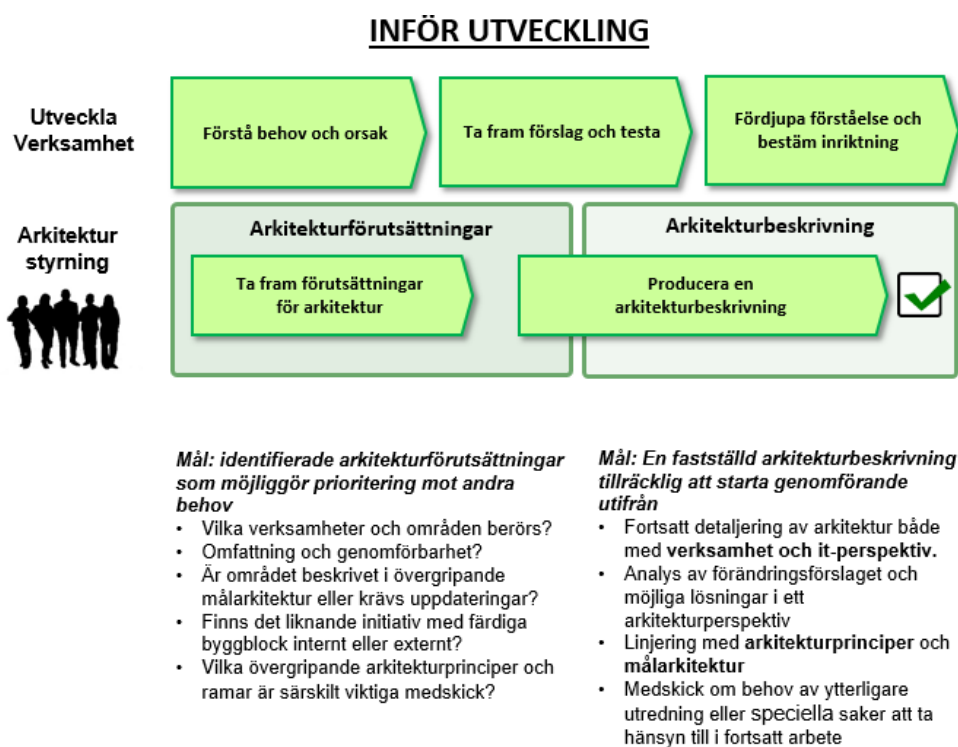 INFÖR UTVECKLING
Utveckla
Verksamhet
Förstå behov och orsak
Ta fram förslag och testa
Fördjupa förståelse och
bestäm inriktning
Arkitektur
styrning
Arkitekturförutsättningar
Ta fram förutsättningar
för arkitektur
Arkitekturbeskrivning
Producera en
arkitekturbeskrivning
Mål: identifierade arkitekturförutsättningar
som möjliggör prioritering mot andra
behov
• Vilka verksamheter och områden berörs?
• Omfattning och genomförbarhet?
• Är området beskrivet i övergripande
målarkitektur eller krävs uppdateringar?
• Finns det liknande initiativ med färdiga
byggblock internt eller externt?
• Vilka övergripande arkitekturprinciper och
ramar är särskilt viktiga medskick?
Mål: En fastställd arkitekturbeskrivning
tillräcklig att starta genomförande
utifrån
• Fortsatt detaljering av arkitektur både
med verksamhet och it-perspektiv.
• Analys av förändringsförslaget och
möjliga lösningar i ett
arkitekturperspektiv
• Linjering med arkitekturprinciper och
målarkitektur
• Medskick om behov av ytterligare
utredning eller speciella saker att ta
hänsyn till i fortsatt arbete